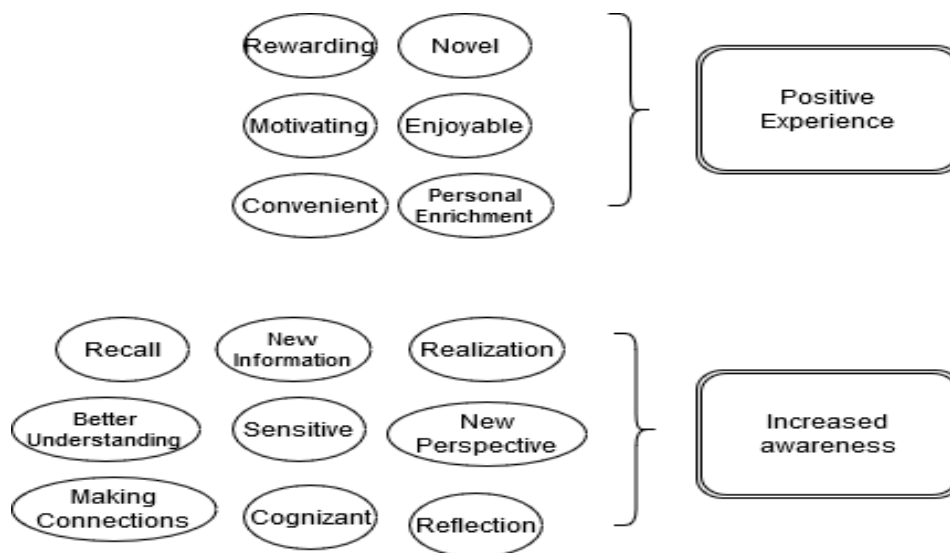 Rewarding
Novel
Motivating
Enjoyable
Convenient
Personal
Enrichment
Positive
Experience
Recall
New
Information
Realization
Better
Understanding
Sensitive
New
Perspective
Making
Connections
Cognizant
Reflection
Increased
awareness